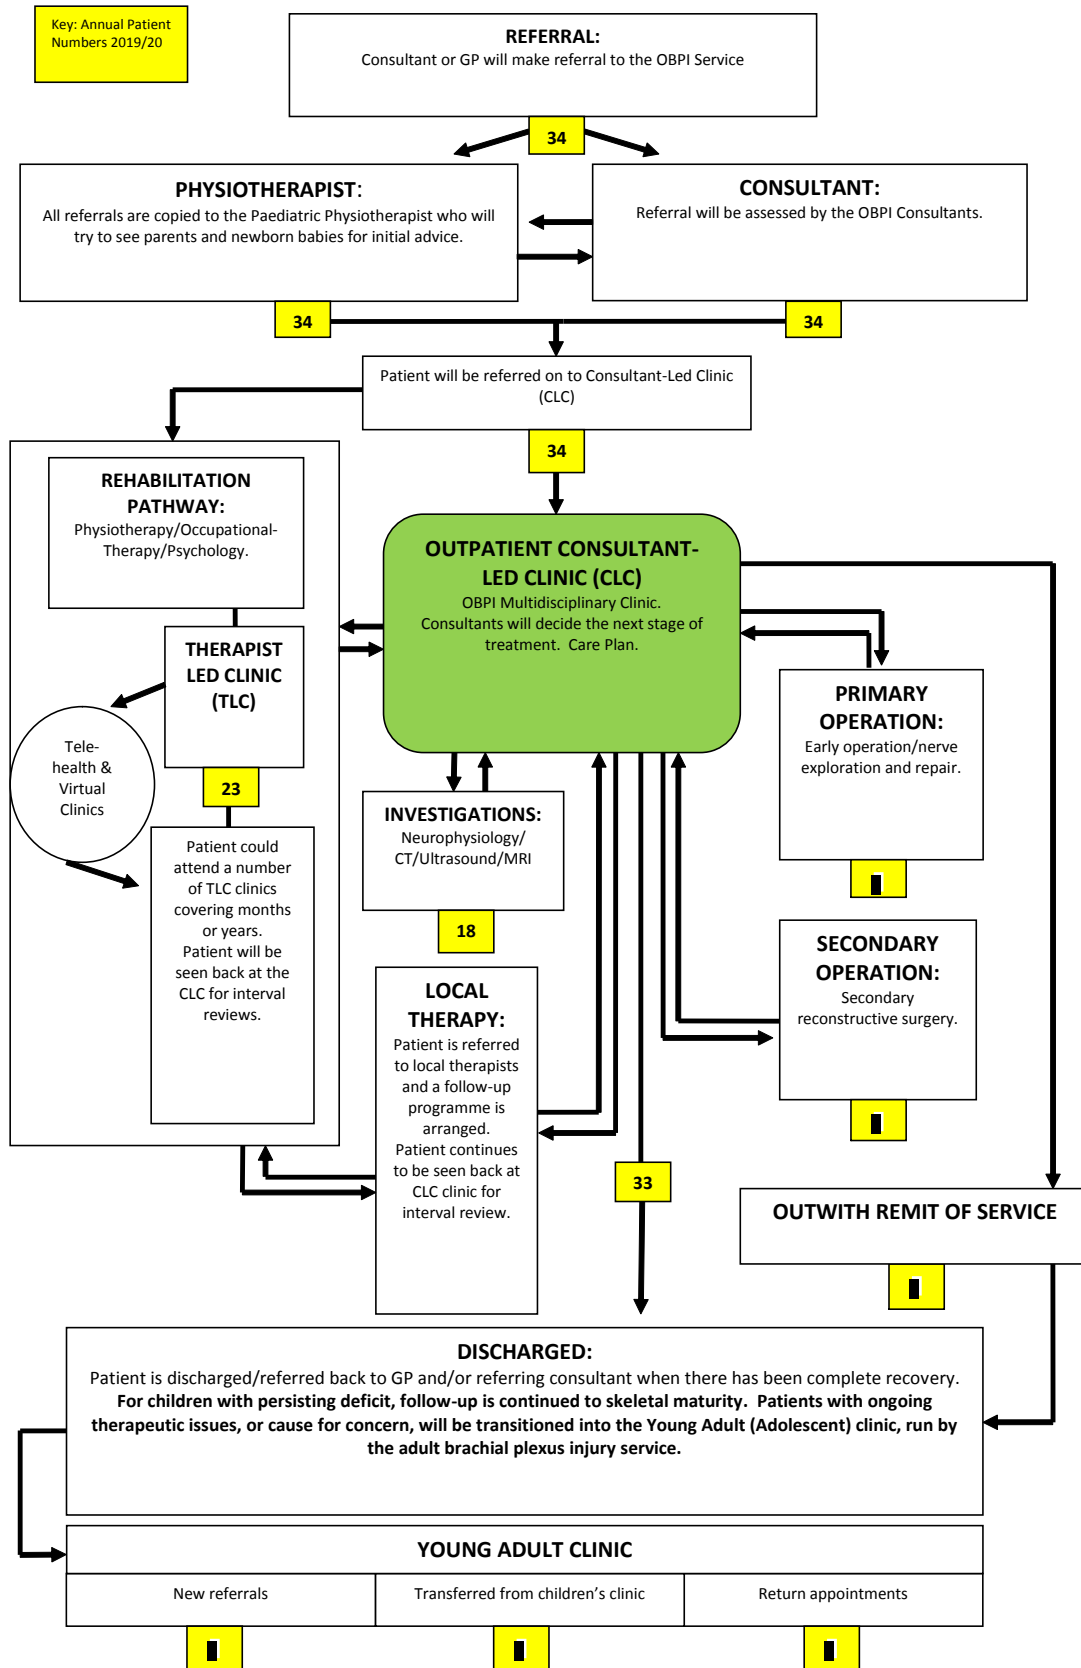 Key: Annual Patient
Numbers 2019/20
REFERRAL:
Consultant or GP will make referral to the OBPI Service
34
PHYSIOTHERAPIST:
All referrals are copied to the Paediatric Physiotherapist who will
try to see parents and newborn babies for initial advice.
CONSULTANT:
Referral will be assessed by the OBPI Consultants.
34
34
Patient will be referred on to Consultant-Led Clinic
(CLC)
34
REHABILITATION
PATHWAY:
Physiotherapy/Occupational-
Therapy/Psychology.
THERAPIST
LED CLINIC
(TLC)
Tele-
health &
Virtual
Clinics
23
Patient could
attend a number
of TLC clinics
covering months
or years.
Patient will be
seen back at the
CLC for interval
reviews.
OUTPATIENT CONSULTANT-
LED CLINIC (CLC)
OBPI Multidisciplinary Clinic.
Consultants will decide the next stage of
treatment.  Care Plan.
PRIMARY
OPERATION:
Early operation/nerve
exploration and repair.
INVESTIGATIONS:
Neurophysiology/
CT/Ultrasound/MRI
18
SECONDARY
OPERATION:
Secondary
reconstructive surgery.
LOCAL
THERAPY:
Patient is referred
to local therapists
and a follow-up
programme is
arranged.
Patient continues
to be seen back at
CLC clinic for
interval review.
33
OUTWITH REMIT OF SERVICE
DISCHARGED:
Patient is discharged/referred back to GP and/or referring consultant when there has been complete recovery.
For children with persisting deficit, follow-up is continued to skeletal maturity.  Patients with ongoing
therapeutic issues, or cause for concern, will be transitioned into the Young Adult (Adolescent) clinic, run by
the adult brachial plexus injury service.
YOUNG ADULT CLINIC
New referrals
Transferred from children's clinic
Return appointments